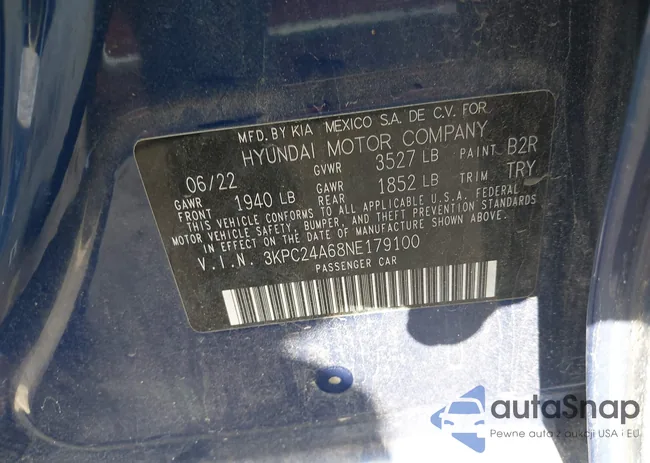 MFD. BY KIA MEXICO S.A. DE C.V. FOR
HYUNDAI MOTOR COMPANY
06/22 GVWR 3527 LB PAINT B2R
GAWR FRONT 1940 LB GAWR REAR 1852 LB TRIM TRY
THIS VEHICLE CONFORMS TO ALL APPLICABLE U.S.A. FEDERAL
MOTOR VEHICLE SAFETY, BUMPER, AND THEFT PREVENTION STANDARDS
IN EFFECT ON THE DATE OF MANUFACTURE SHOWN ABOVE.
V.I.N. 3KPC24A68NE179100
PASSENGER CAR
autaSnap
Pewne auta z aukcji USA i EU